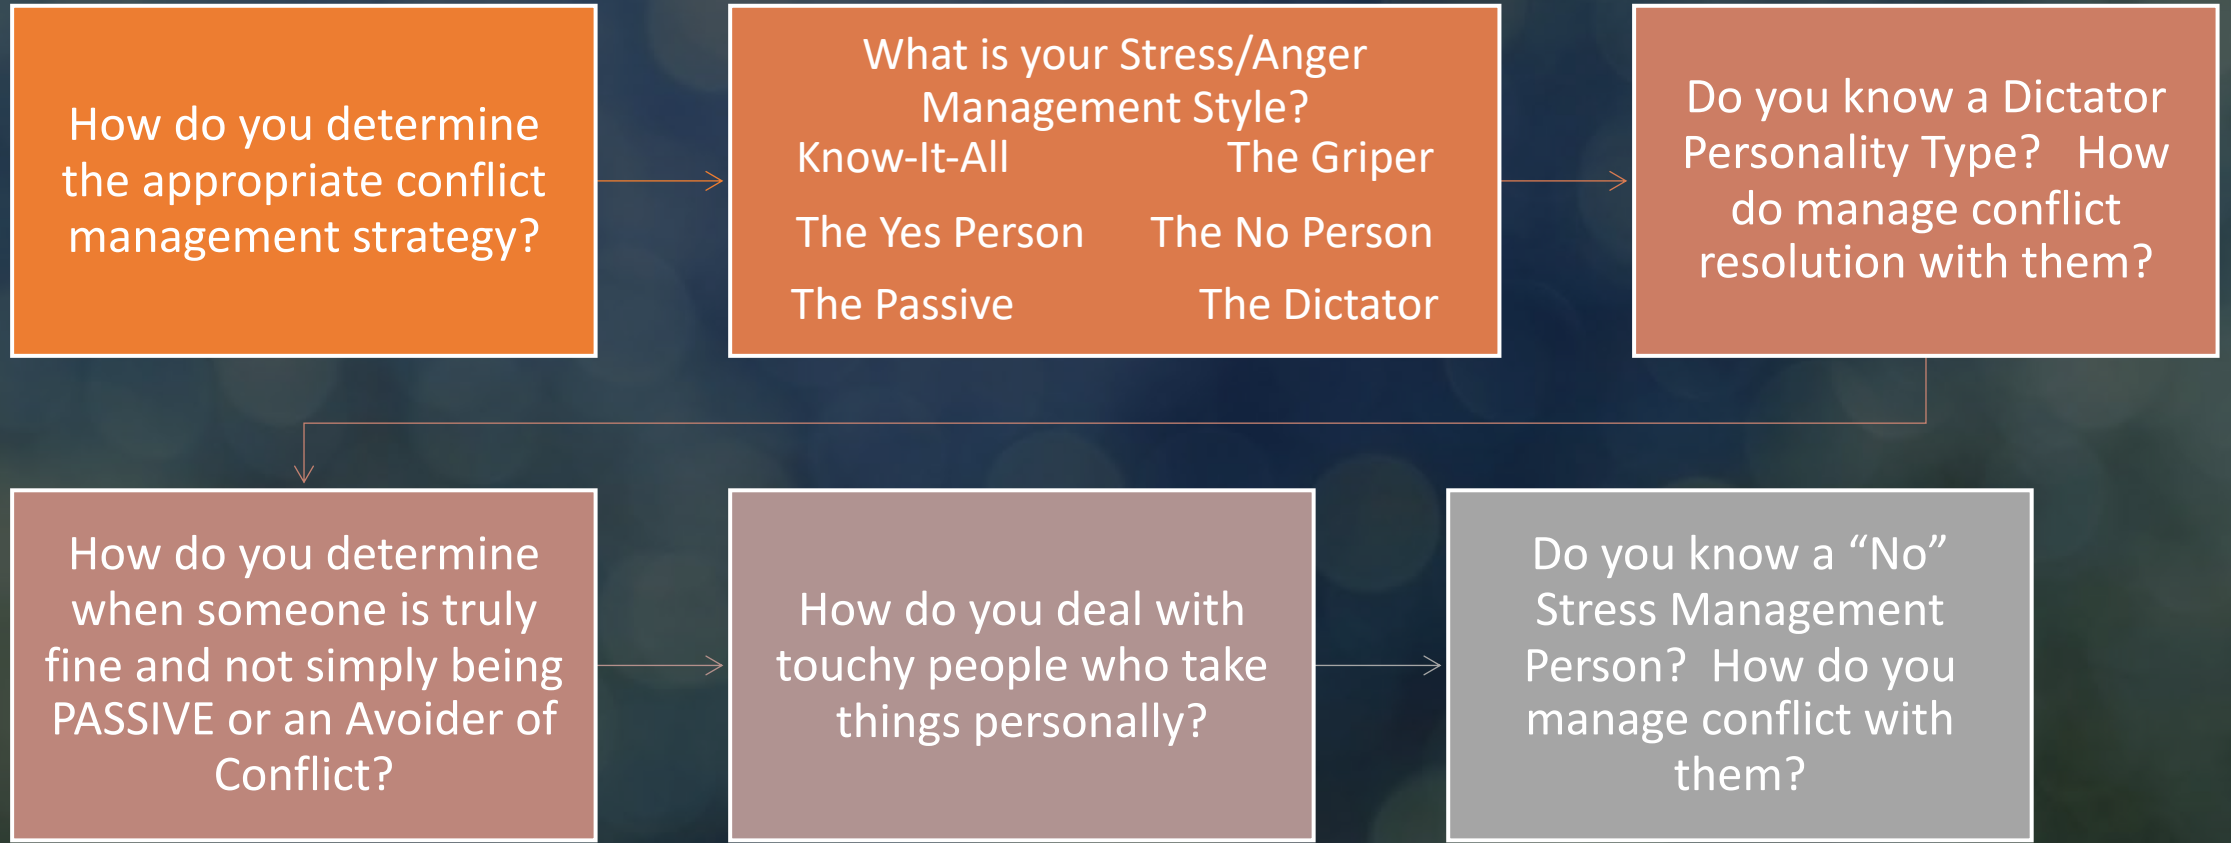 How do you determine
the appropriate conflict
management strategy?
What is your Stress/Anger
Management Style?
Know-It-All The Griper
The Yes Person The No Person
The Passive The Dictator
Do you know a Dictator
Personality Type? How
do manage conflict
resolution with them?
How do you determine
when someone is truly
fine and not simply being
PASSIVE or an Avoider of
Conflict?
How do you deal with
touchy people who take
things personally?
Do you know a “No”
Stress Management
Person? How do you
manage conflict with
them?